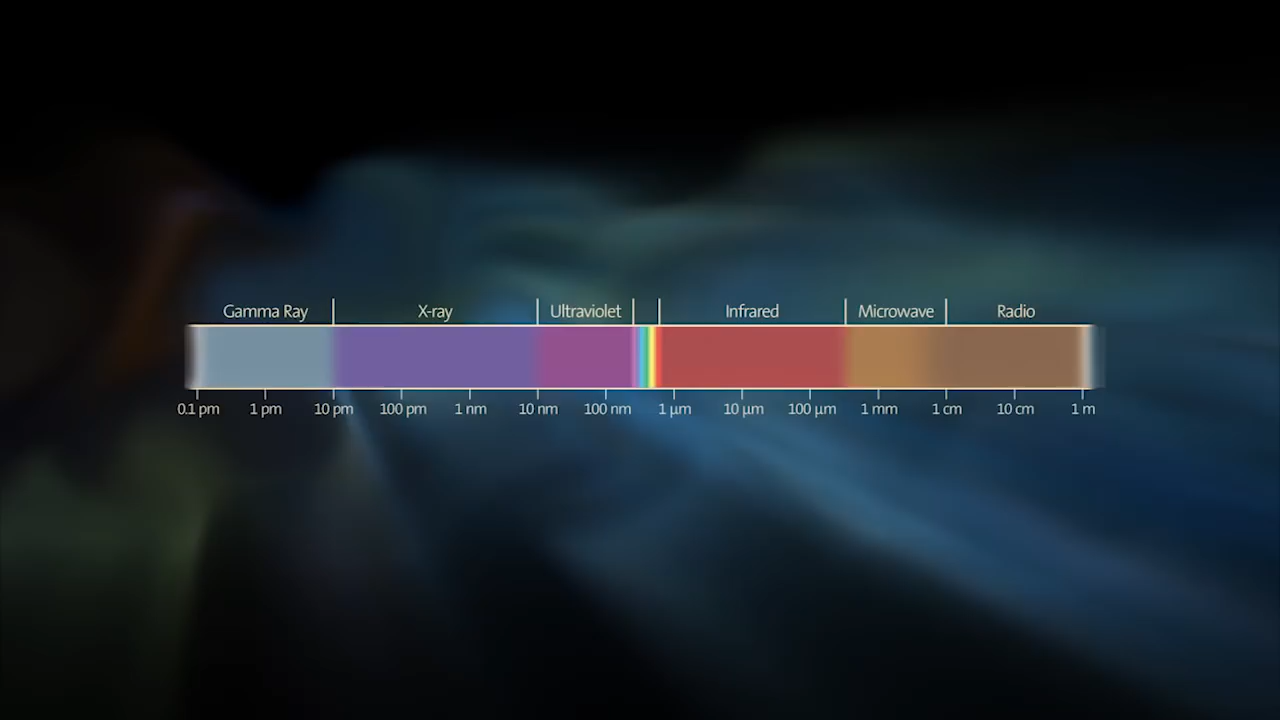 Gamma Ray X-ray Ultraviolet Infrared Microwave Radio
0.1 pm 1 pm 10 pm 100 pm 1 nm 10 nm 100 nm 1 µm 10 µm 100 µm 1 mm 1 cm 10 cm 1 m